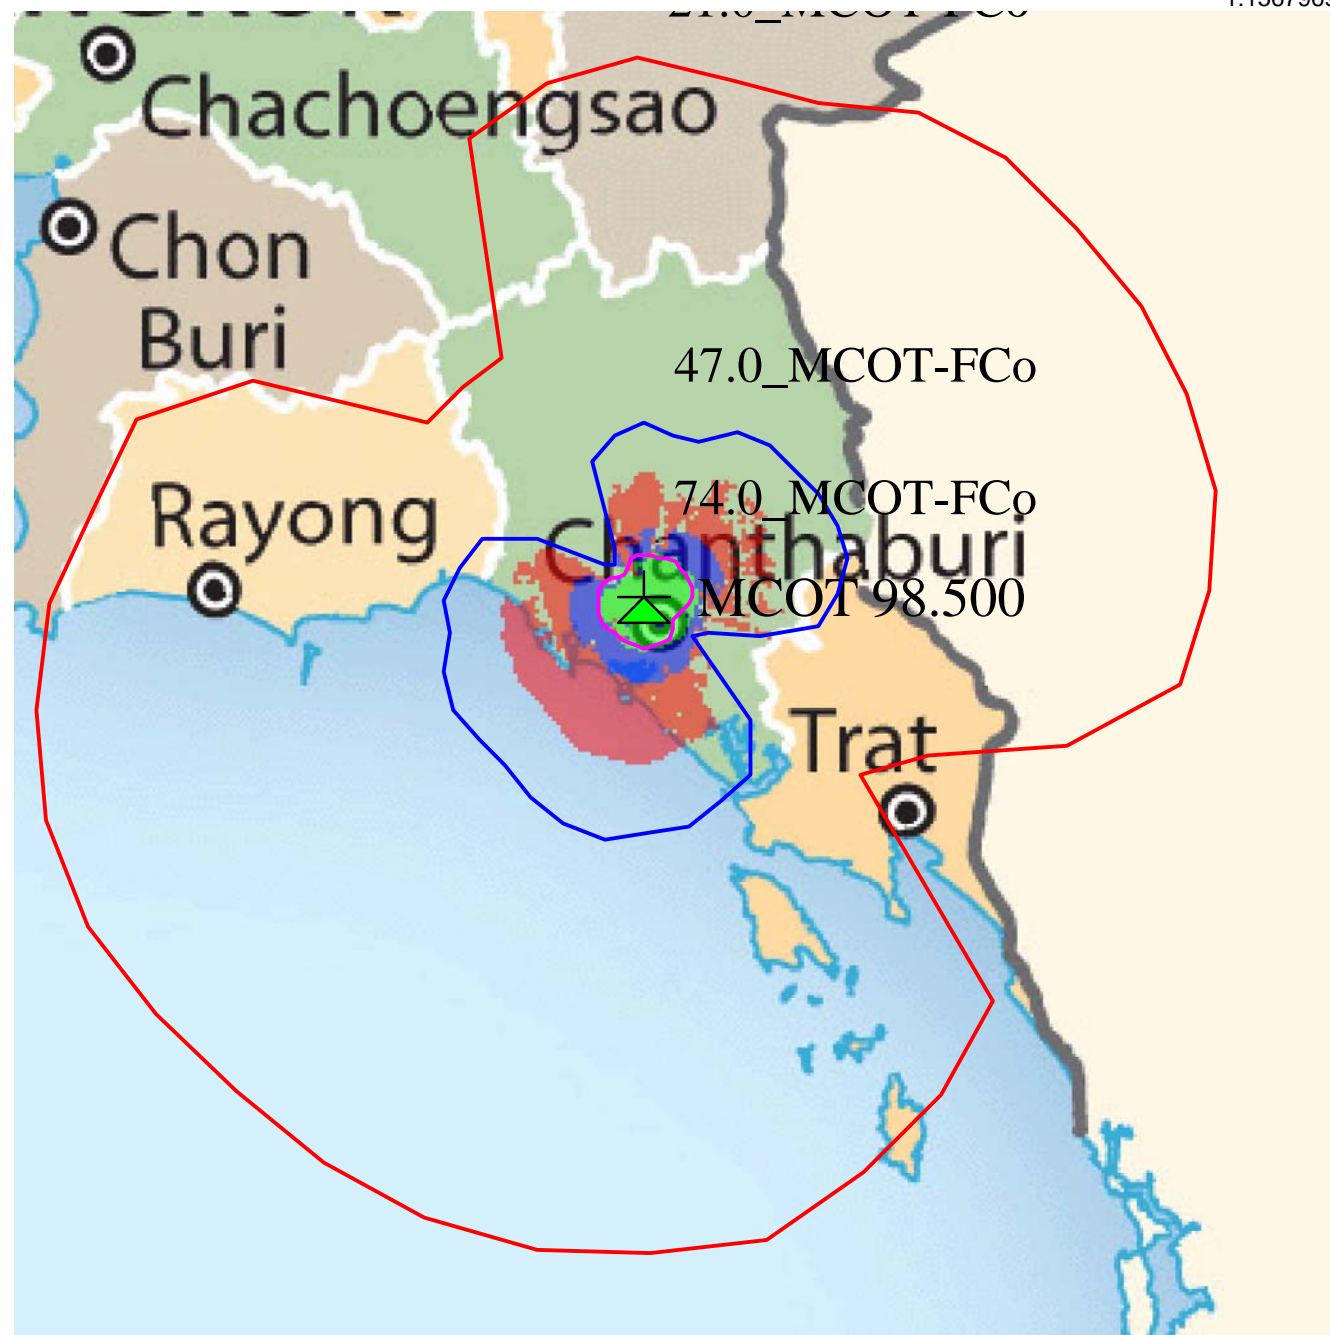 Chachoengsao
Chon
Buri
47.0_MCOT-FCo
Rayong
74.0_MCOT-FCo
Chanthaburi
MCOT 98.500
Trat